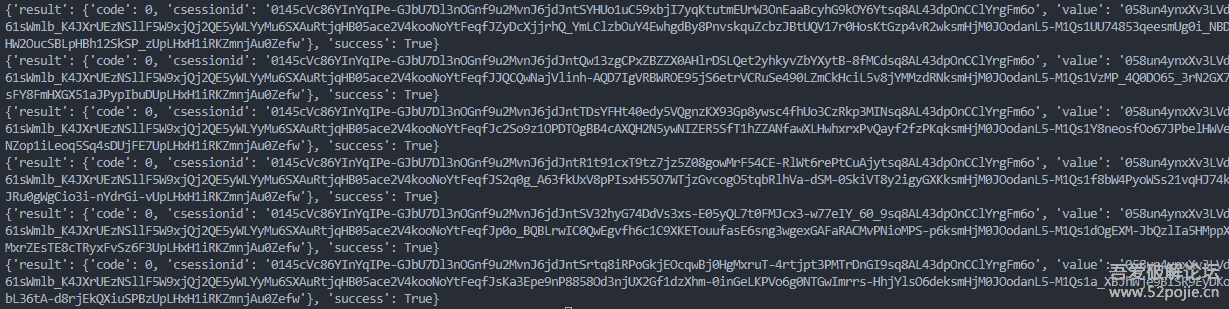 {'result': {'code': 0, 'csessionid': '0145cVc86YInYqIPe-GJbU7Dl3nOGnf9u2MvnJ6jdJntSYHUo1uC59xbjI7yqKtutmEUrW3OnEaaBcyhG9kOY6Ytsq8AL43dpOnCClYrgFm6o', 'value': '058un4ynxXv3LVd
61sWmlb_K4JXrUEzNSllF5W9xjQj2QE5yWLYyMu6SXAuRtjqHB05ace2V4kooNoYtFeqfJZyDcXjjrhQ_YmLClzbOuY4EwhgdBy8PnvskquZcbzJBtUQV17r0HosKtGzp4vR2wksmHjM0JOodanL5-M1Qs1UU74853qeesmUg0i_NBD
HW2OucSBLpHBh12SkSP_zUpLHxH1iRKZmnjAu0Zefw'}, 'success': True}
{'result': {'code': 0, 'csessionid': '0145cVc86YInYqIPe-GJbU7Dl3nOGnf9u2MvnJ6jdJntQw13zgCPxZBZZX0AHlrDSLQet2yhkyvZbYXytB-8fMCdsq8AL43dpOnCClYrgFm6o', 'value': '058un4ynxXv3LVd
61sWmlb_K4JXrUEzNSllF5W9xjQj2QE5yWLYyMu6SXAuRtjqHB05ace2V4kooNoYtFeqfJJQCQwNajVlinh-AQD7IgVRBWROE95jS6etrVCRuSe490LZmCkHciL5v8jYMMzdRNksmHjM0JOodanL5-M1Qs1VzMP_4Q0DO65_3rN2GX7
sFY8FmHXGX51aJPypIbuDUpLHxH1iRKZmnjAu0Zefw'}, 'success': True}
{'result': {'code': 0, 'csessionid': '0145cVc86YInYqIPe-GJbU7Dl3nOGnf9u2MvnJ6jdJntTDsYFHt40edy5VQgnzKX93Gp8ywsc4fhUo3CzRkp3MINsq8AL43dpOnCClYrgFm6o', 'value': '058un4ynxXv3LVd
61sWmlb_K4JXrUEzNSllF5W9xjQj2QE5yWLYyMu6SXAuRtjqHB05ace2V4kooNoYtFeqfJc2So9z1OPDTOgBB4cAXQH2N5ywNIZER5SfT1hZZANfawXLHwhxrxPvQayf2fzPKqksmHjM0JOodanL5-M1Qs1Y8neosfOo67JPbelHWVd
NZop1iLeoq5Sq4sDUjFE7UpLHxH1iRKZmnjAu0Zefw'}, 'success': True}
{'result': {'code': 0, 'csessionid': '0145cVc86YInYqIPe-GJbU7Dl3nOGnf9u2MvnJ6jdJntR1t91cxT9tz7jz5Z08gowMrF54CE-RlWt6rePtCuAjytsq8AL43dpOnCClYrgFm6o', 'value': '058un4ynxXv3LVd
61sWmlb_K4JXrUEzNSllF5W9xjQj2QE5yWLYyMu6SXAuRtjqHB05ace2V4kooNoYtFeqfJS2q0g_A63fkUxV8pPIsxH55O7WTjzGvcogO5tqbRlhVa-dSM-0SkiVT8y2igyGXKksmHjM0JOodanL5-M1Qs1f8bW4PyoWSs21vqHJ74k
JRu0gWgCio3i-nYdrGi-vUpLHxH1iRKZmnjAu0Zefw'}, 'success': True}
{'result': {'code': 0, 'csessionid': '0145cVc86YInYqIPe-GJbU7Dl3nOGnf9u2MvnJ6jdJntSV32hyG74DdVs3xs-E05yQL7t0FMJcx3-w77eIY_60_9sq8AL43dpOnCClYrgFm6o', 'value': '058un4ynxXv3LVd
61sWmlb_K4JXrUEzNSllF5W9xjQj2QE5yWLYyMu6SXAuRtjqHB05ace2V4kooNoYtFeqfJp0o_BQBLrwIC0QwEgvfh6c1C9XKETouufasE6sng3wgexGAFaRACMvPNioMPS-p6ksmHjM0JOodanL5-M1Qs1dOgEXM-JbQzlIa5HMppX
MxrZEsTE8cTRyxFvSz6F3UpLHxH1iRKZmnjAu0Zefw'}, 'success': True}
{'result': {'code': 0, 'csessionid': '0145cVc86YInYqIPe-GJbU7Dl3nOGnf9u2MvnJ6jdJntSrtq8iRPoGkjEOcqwBj0HgMxruT-4rtjpt3PMTrDnGI9sq8AL43dpOnCClYrgFm6o', 'value': '058un4ynxXv3LVd
61sWmlb_K4JXrUEzNSllF5W9xjQj2QE5yWLYyMu6SXAuRtjqHB05ace2V4kooNoYtFeqfJsKa3Epe9nP8858Od3njUX2Gf1dzXhm-0inGeLKPVo6g0NTGwImrrs-HhjYlsO6deksmHjM0JOodanL5-M1Qs1a_XBJnWje9BISR9EyDKo
bL36tA-d8rjEkQXiuSPBzUpLHxH1iRKZmnjAu0Zefw'}, 'success': True}
吾爱破解论坛
www.52pojie.cn